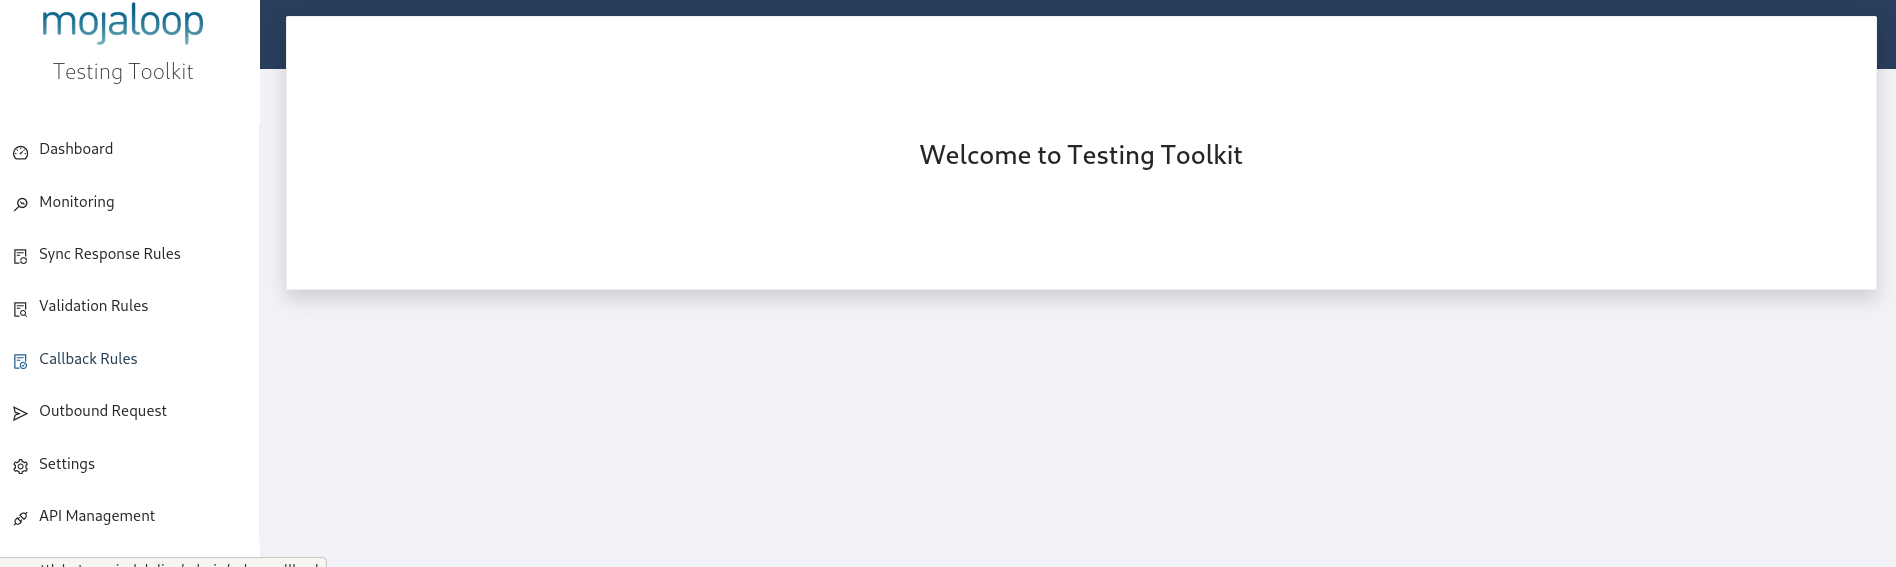 mojaloop
Testing Toolkit
Dashboard
Monitoring
Sync Response Rules
Validation Rules
Callback Rules
Outbound Request
Settings
API Management
Welcome to Testing Toolkit